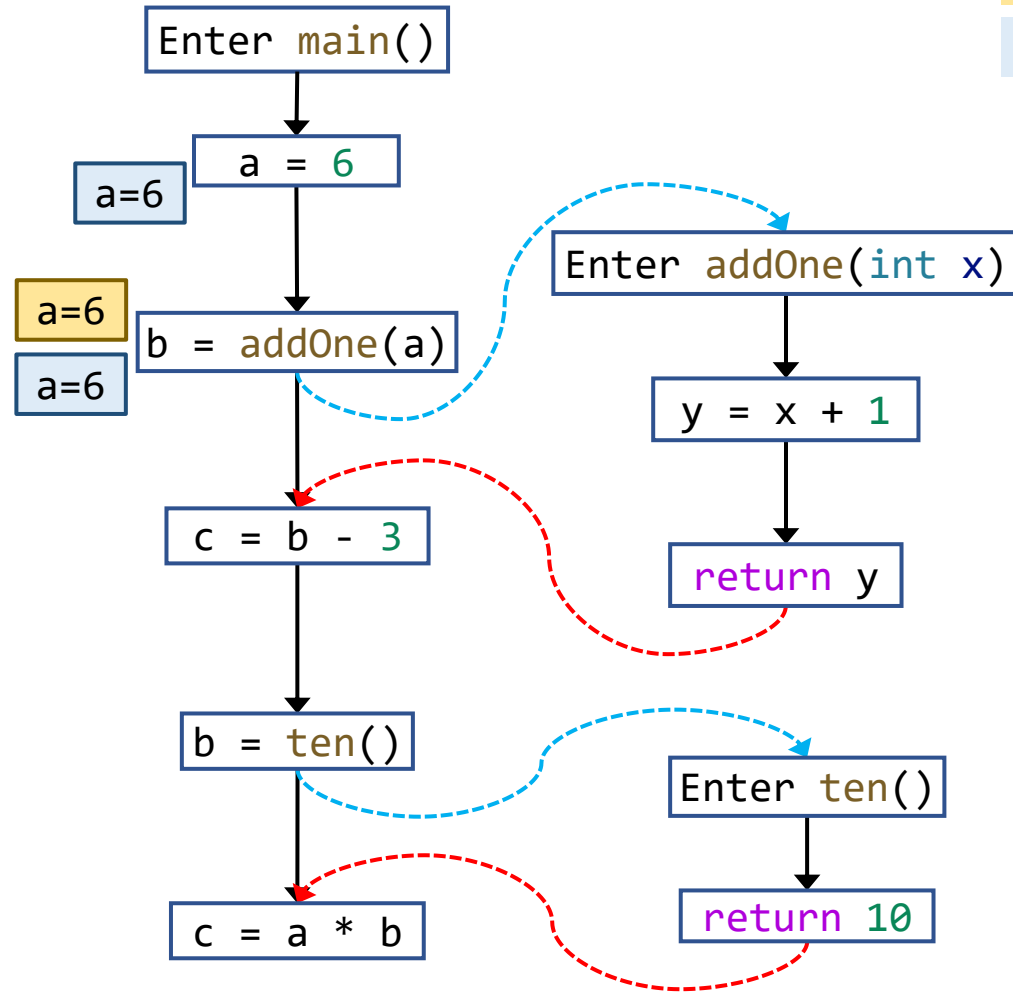 Enter main()
a = 6
a=6
a=6
b = addOne(a)
a=6
c = b - 3
b = ten()
c = a * b
Enter addOne(int x)
y = x + 1
return y
Enter ten()
return 10